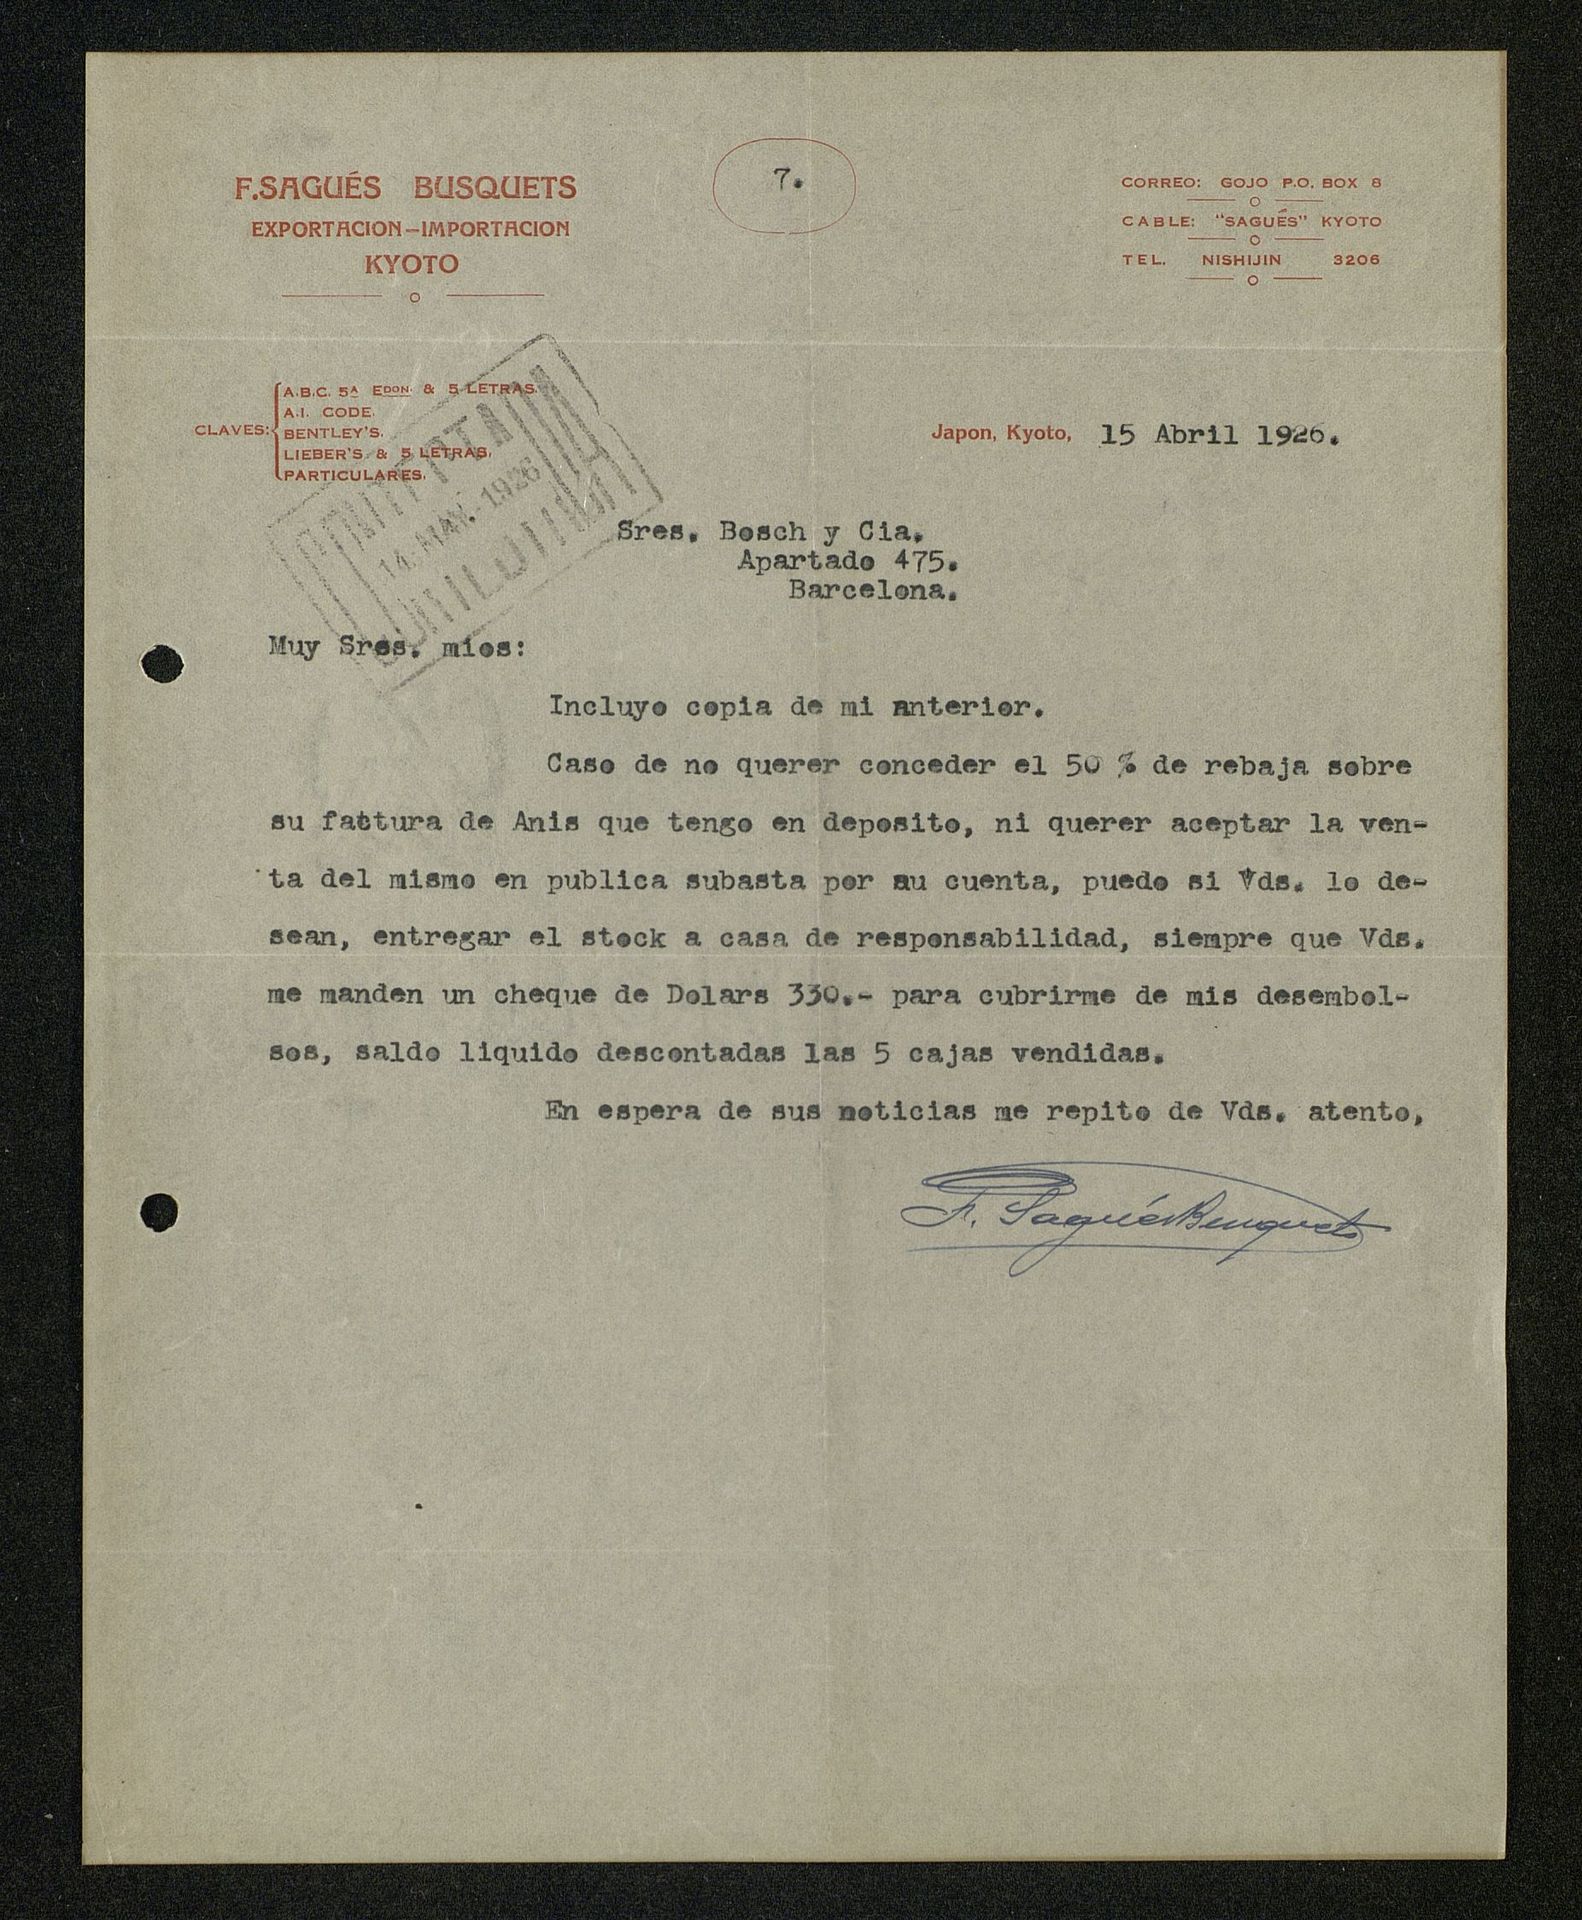 F. SAGUÉS BUSQUETS
EXPORTACION–IMPORTACION
KYOTO
7.
CORREO: GOJO P.O. BOX 8
CABLE: "SAGUÉS" KYOTO
TEL. NISHIJIN 3206
CLAVES:
A.B.C. 5A EDON. & 5 LETRAS.
A.I. CODE.
BENTLEY'S.
LIEBER'S. & 5 LETRAS.
PARTICULARES.
14. MAY. 1926
Japon, Kyoto, 15 Abril 1926.
Sres. Bosch y Cia.
Apartado 475.
Barcelona.
Muy Sres. mios:
Incluyo copia de mi anterior.
Caso de no querer conceder el 50 % de rebaja sobre
su factura de Anis que tengo en deposito, ni querer aceptar la ven-
ta del mismo en publica subasta por su cuenta, puedo si Vds. lo de-
sean, entregar el stock a casa de responsabilidad, siempre que Vds.
me manden un cheque de Dolars 330.- para cubrirme de mis desembol-
sos, saldo liquido descontadas las 5 cajas vendidas.
En espera de sus noticias me repito de Vds. atento,
F. Sagués Busquets